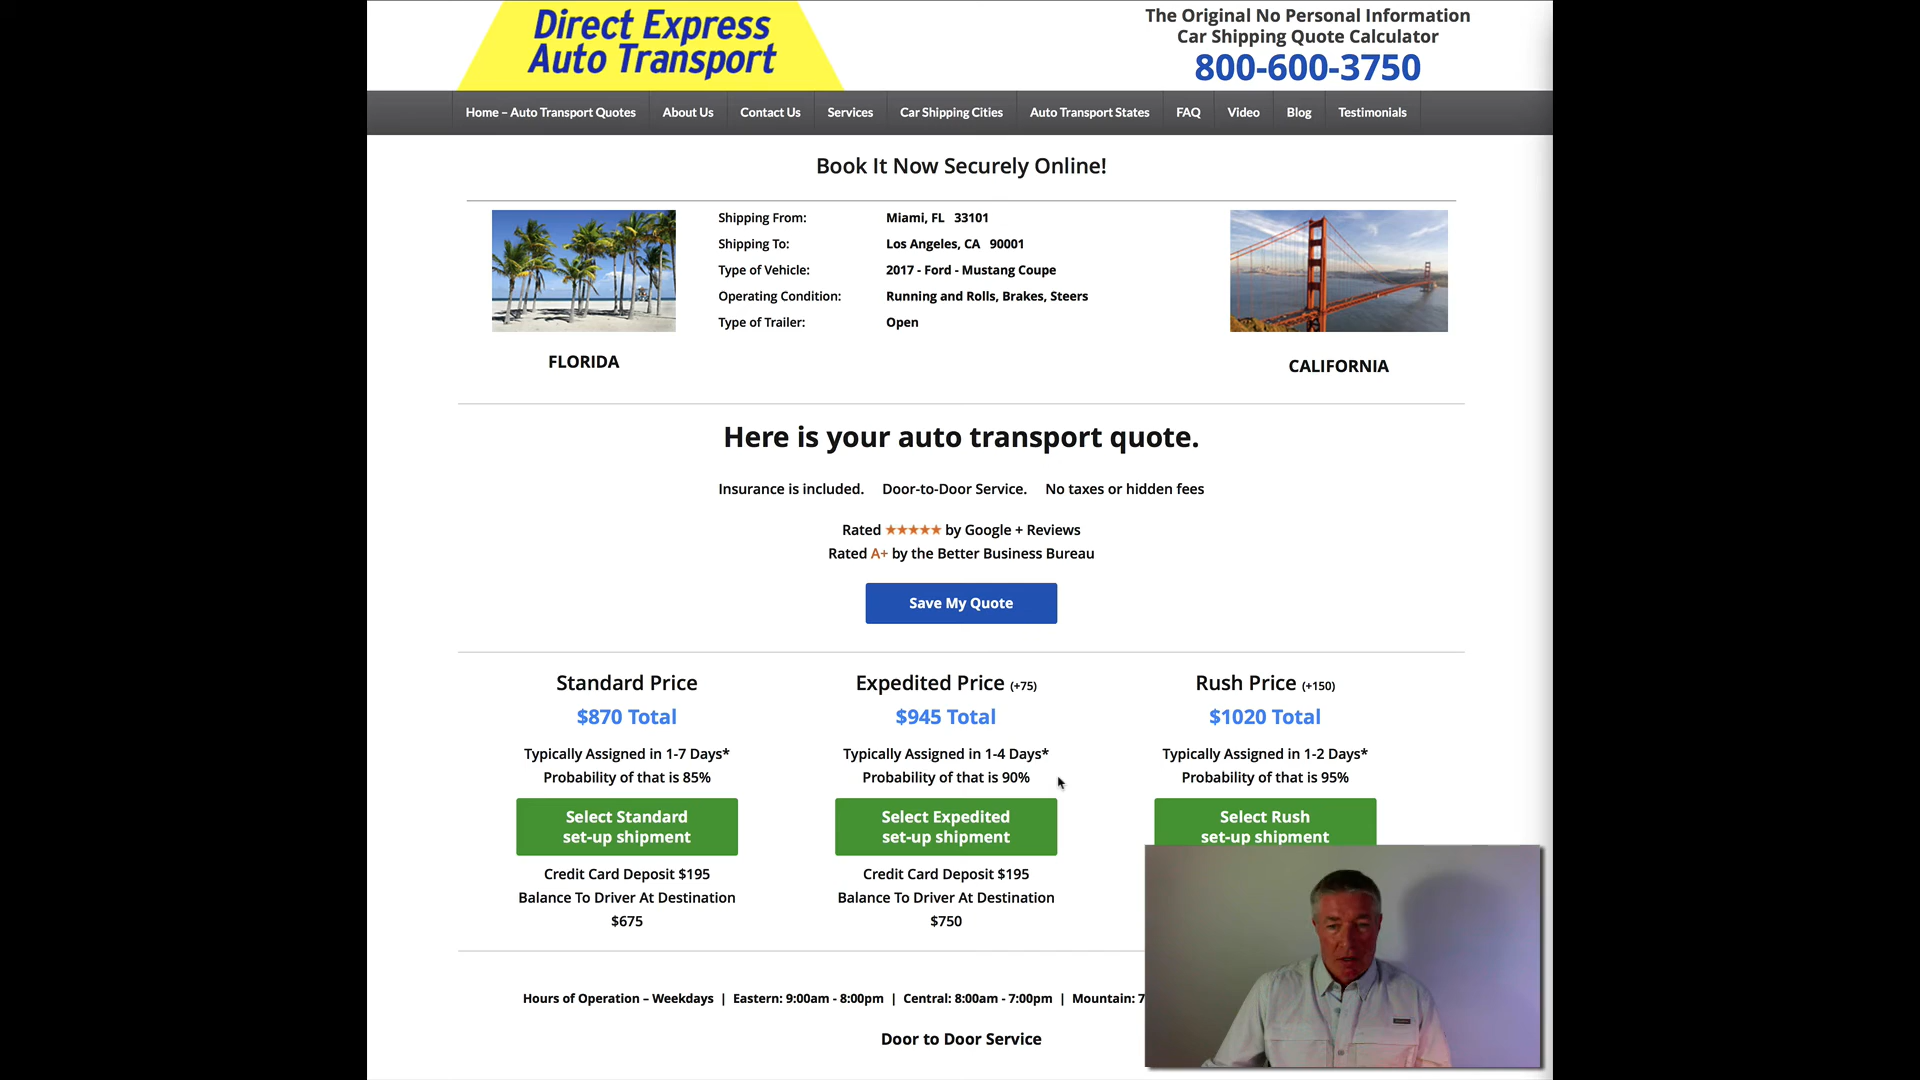 Direct Express
Auto Transport
The Original No Personal Information
Car Shipping Quote Calculator
800-600-3750
Home – Auto Transport Quotes
About Us
Contact Us
Services
Car Shipping Cities
Auto Transport States
FAQ
Video
Blog
Testimonials
Book It Now Securely Online!
Shipping From: Miami, FL 33101
Shipping To: Los Angeles, CA 90001
Type of Vehicle: 2017 - Ford - Mustang Coupe
Operating Condition: Running and Rolls, Brakes, Steers
Type of Trailer: Open
FLORIDA
CALIFORNIA
Here is your auto transport quote.
Insurance is included. Door-to-Door Service. No taxes or hidden fees
Rated ★★★★★ by Google + Reviews
Rated A+ by the Better Business Bureau
Save My Quote
Standard Price
$870 Total
Typically Assigned in 1-7 Days*
Probability of that is 85%
Select Standard
set-up shipment
Credit Card Deposit $195
Balance To Driver At Destination
$675
Expedited Price (+75)
$945 Total
Typically Assigned in 1-4 Days*
Probability of that is 90%
Select Expedited
set-up shipment
Credit Card Deposit $195
Balance To Driver At Destination
$750
Rush Price (+150)
$1020 Total
Typically Assigned in 1-2 Days*
Probability of that is 95%
Select Rush
set-up shipment
Hours of Operation – Weekdays | Eastern: 9:00am - 8:00pm | Central: 8:00am - 7:00pm | Mountain: 7
Door to Door Service